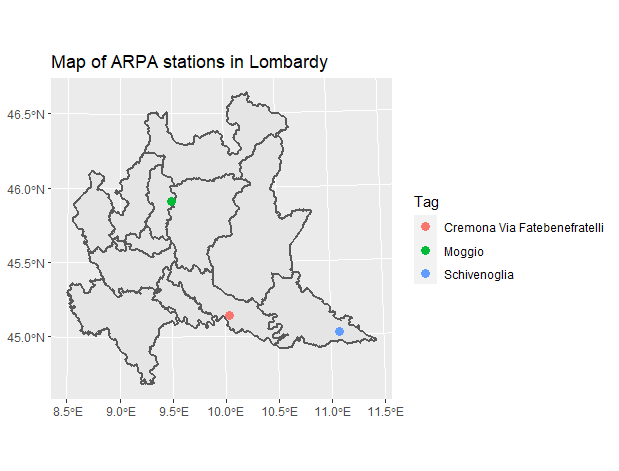 Map of ARPA stations in Lombardy
46.5°N
46.0°N
45.5°N
45.0°N
8.5°E
9.0°E
9.5°E
10.0°E
10.5°E
11.0°E
11.5°E
Tag
Cremona Via Fatebenefratelli
Moggio
Schivenoglia